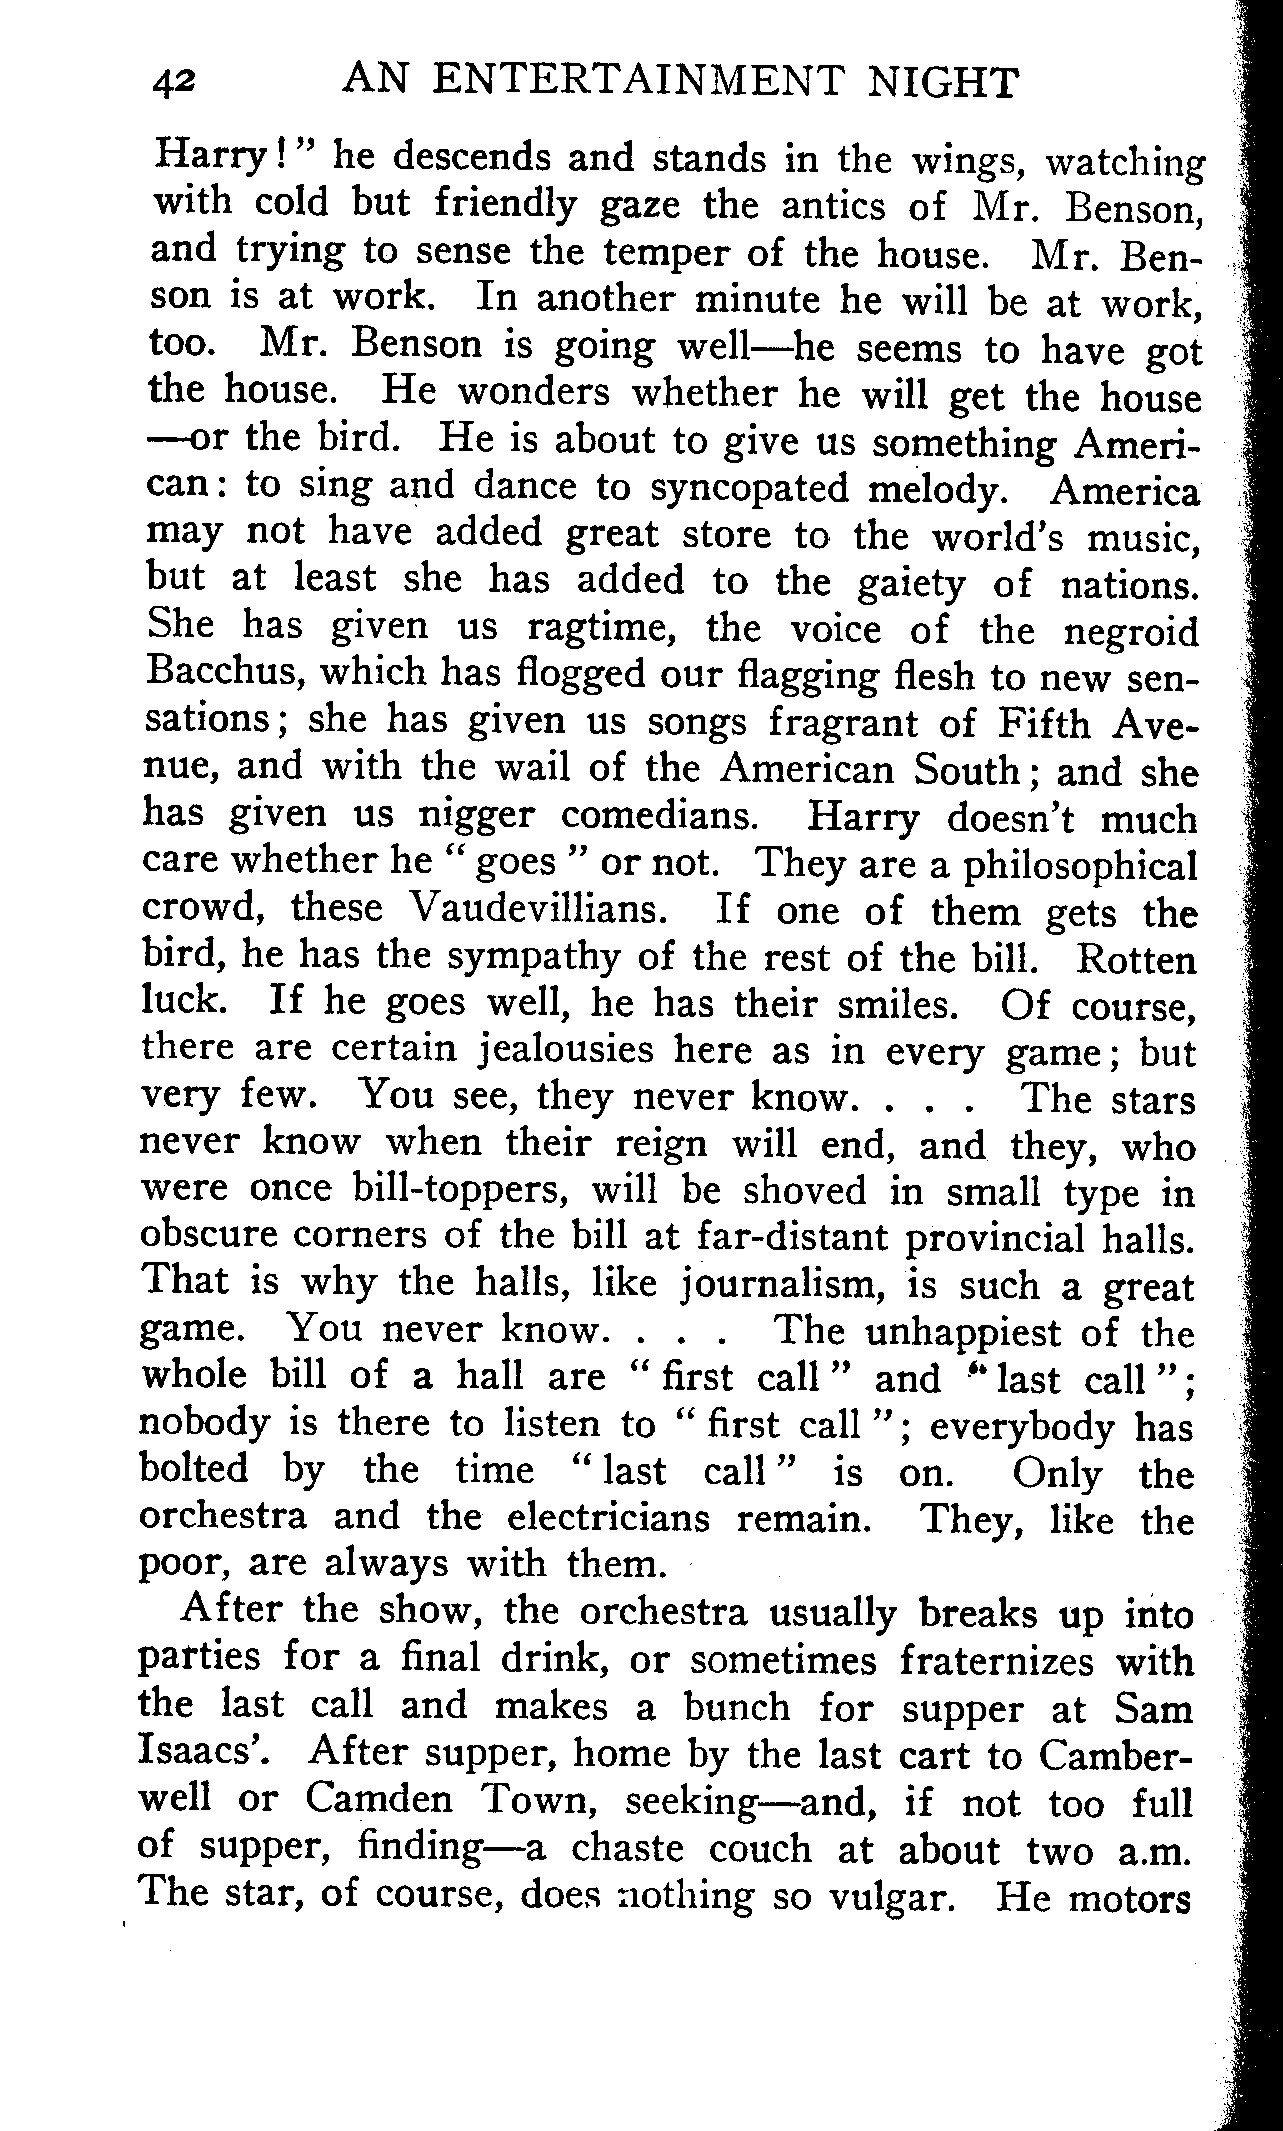 42 AN ENTERTAINMENT NIGHT
Harry!" he descends and stands in the wings, watching
with cold but friendly gaze the antics of Mr. Benson,
and trying to sense the temper of the house. Mr. Ben-
son is at work. In another minute he will be at work,
too. Mr. Benson is going well—he seems to have got
the house. He wonders whether he will get the house
—or the bird. He is about to give us something Ameri-
can: to sing and dance to syncopated melody. America
may not have added great store to the world's music,
but at least she has added to the gaiety of nations.
She has given us ragtime, the voice of the negroid
Bacchus, which has flogged our flagging flesh to new sen-
sations; she has given us songs fragrant of Fifth Ave-
nue, and with the wail of the American South; and she
has given us nigger comedians. Harry doesn't much
care whether he "goes" or not. They are a philosophical
crowd, these Vaudevillians. If one of them gets the
bird, he has the sympathy of the rest of the bill. Rotten
luck. If he goes well, he has their smiles. Of course,
there are certain jealousies here as in every game; but
very few. You see, they never know. . . . The stars
never know when their reign will end, and they, who
were once bill-toppers, will be shoved in small type in
obscure corners of the bill at far-distant provincial halls.
That is why the halls, like journalism, is such a great
game. You never know. . . . The unhappiest of the
whole bill of a hall are "first call" and "last call";
nobody is there to listen to "first call"; everybody has
bolted by the time "last call" is on. Only the
orchestra and the electricians remain. They, like the
poor, are always with them.
After the show, the orchestra usually breaks up into
parties for a final drink, or sometimes fraternizes with
the last call and makes a bunch for supper at Sam
Isaacs'. After supper, home by the last cart to Camber-
well or Camden Town, seeking—and, if not too full
of supper, finding—a chaste couch at about two a.m.
The star, of course, does nothing so vulgar. He motors